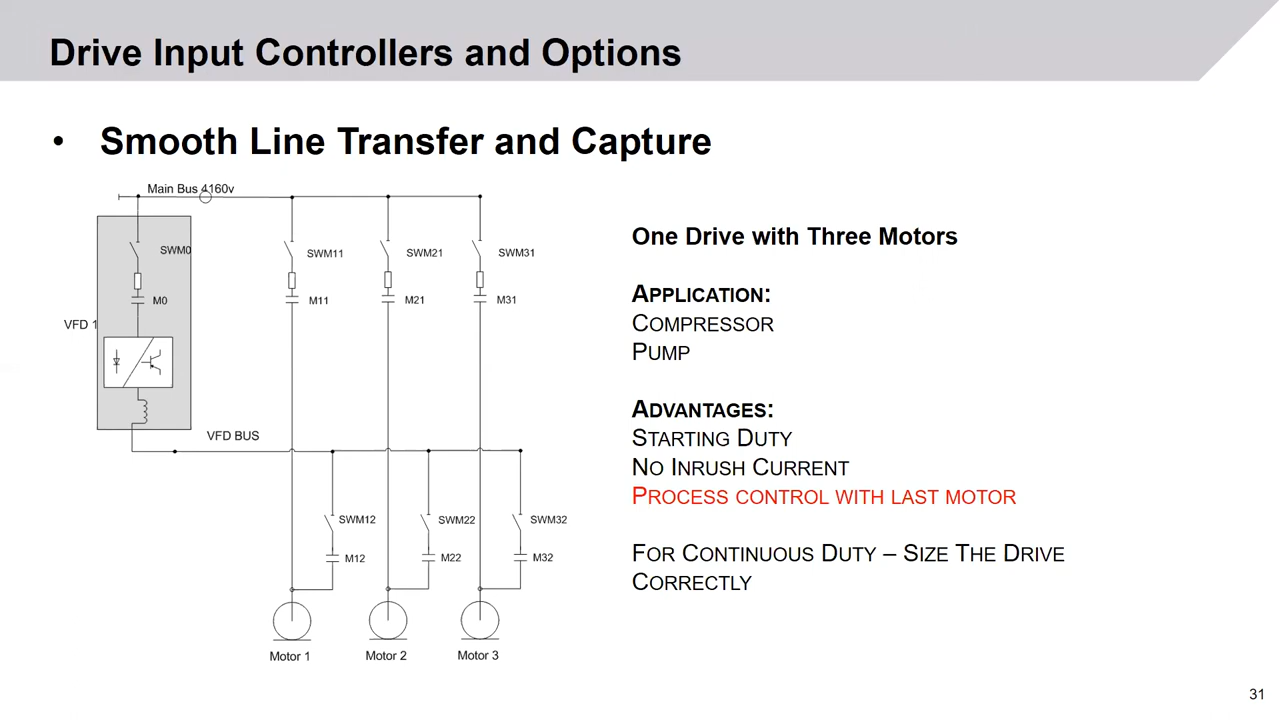 Drive Input Controllers and Options
• Smooth Line Transfer and Capture
Main Bus 4160v
SWM0
SWM11
SWM21
SWM31
M0
M11
M21
M31
VFD 1
VFD BUS
SWM12
SWM22
SWM32
M12
M22
M32
Motor 1
Motor 2
Motor 3
One Drive with Three Motors
APPLICATION:
COMPRESSOR
PUMP
ADVANTAGES:
STARTING DUTY
NO INRUSH CURRENT
PROCESS CONTROL WITH LAST MOTOR
FOR CONTINUOUS DUTY – SIZE THE DRIVE
CORRECTLY
31